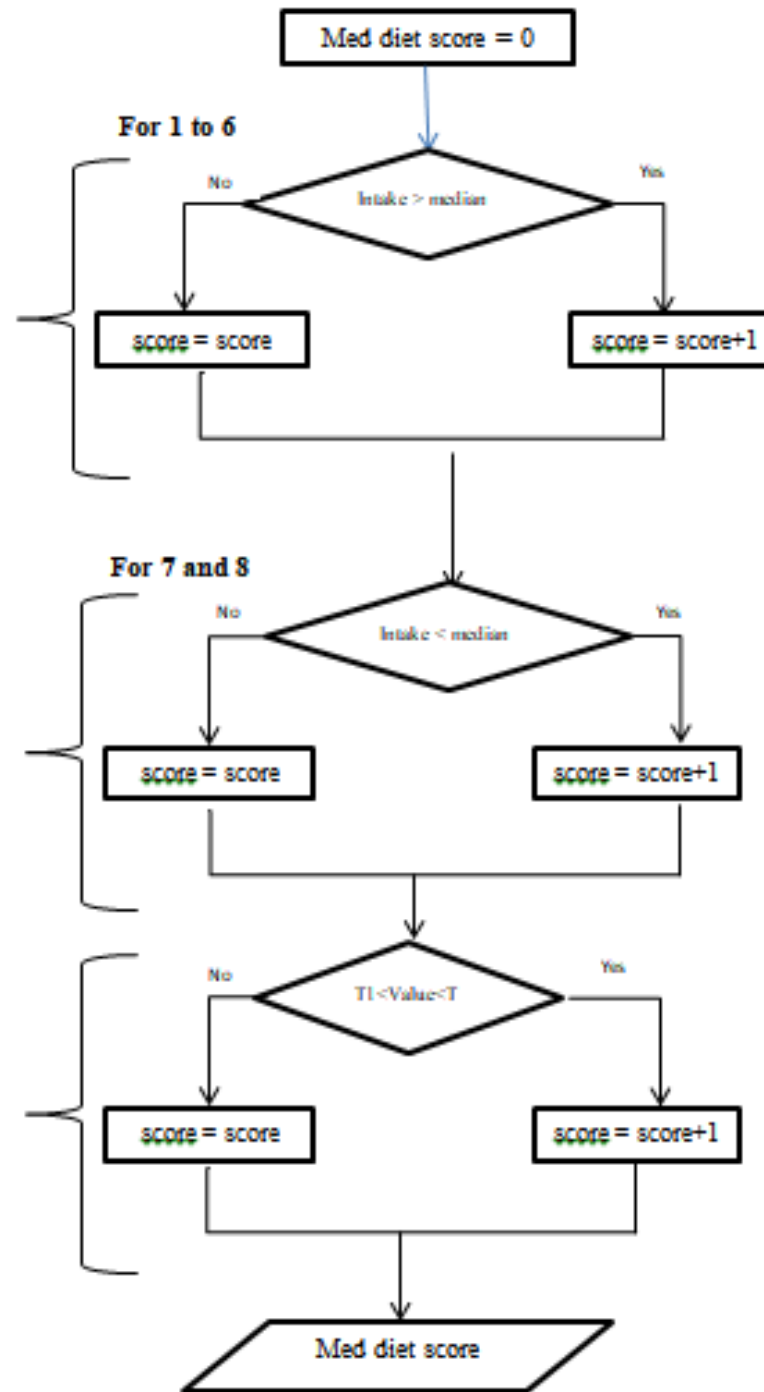 Med diet score = 0
For 1 to 6
No
Intake > median
Yes
score = score
score = score+1
For 7 and 8
No
Intake < median
Yes
score = score
score = score+1
No
T1<Value<T
Yes
score = score
score = score+1
Med diet score